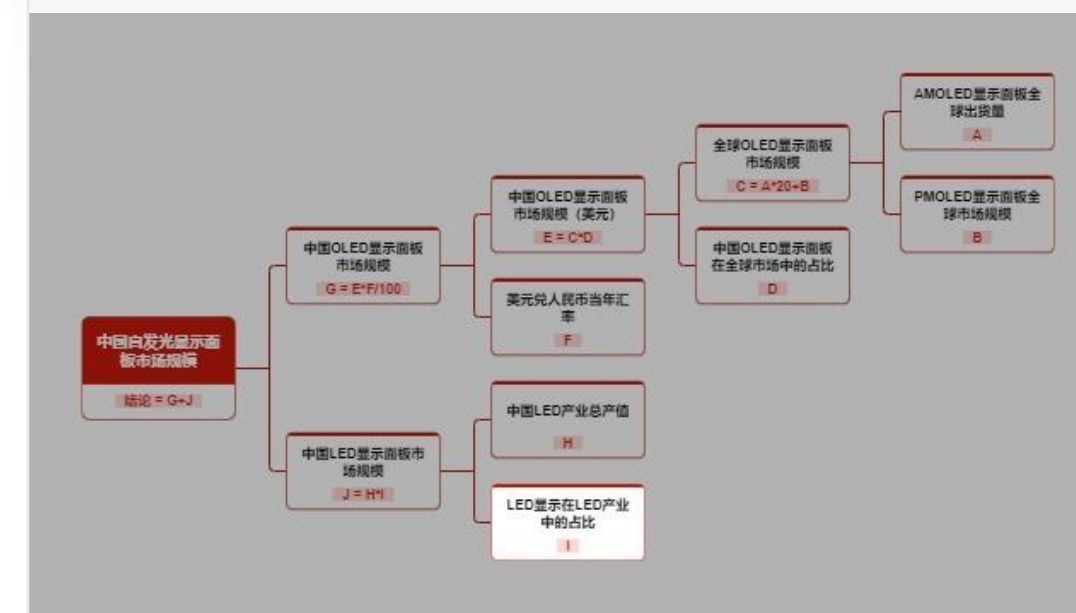 AMOLED显示面板全
球出货量
A
全球OLED显示面板
市场规模
C = A*20+B
PMOLED显示面板全
球市场规模
B
中国OLED显示面板
市场规模（美元）
E = C*D
中国OLED显示面板
在全球市场中的占比
D
中国OLED显示面板
市场规模
G = E*F/100
美元兑人民币当年汇
率
F
中国自发光显示面
板市场规模
结论 = G+J
中国LED产业总产值
H
中国LED显示面板市
场规模
J = H*I
LED显示在LED产业
中的占比
I